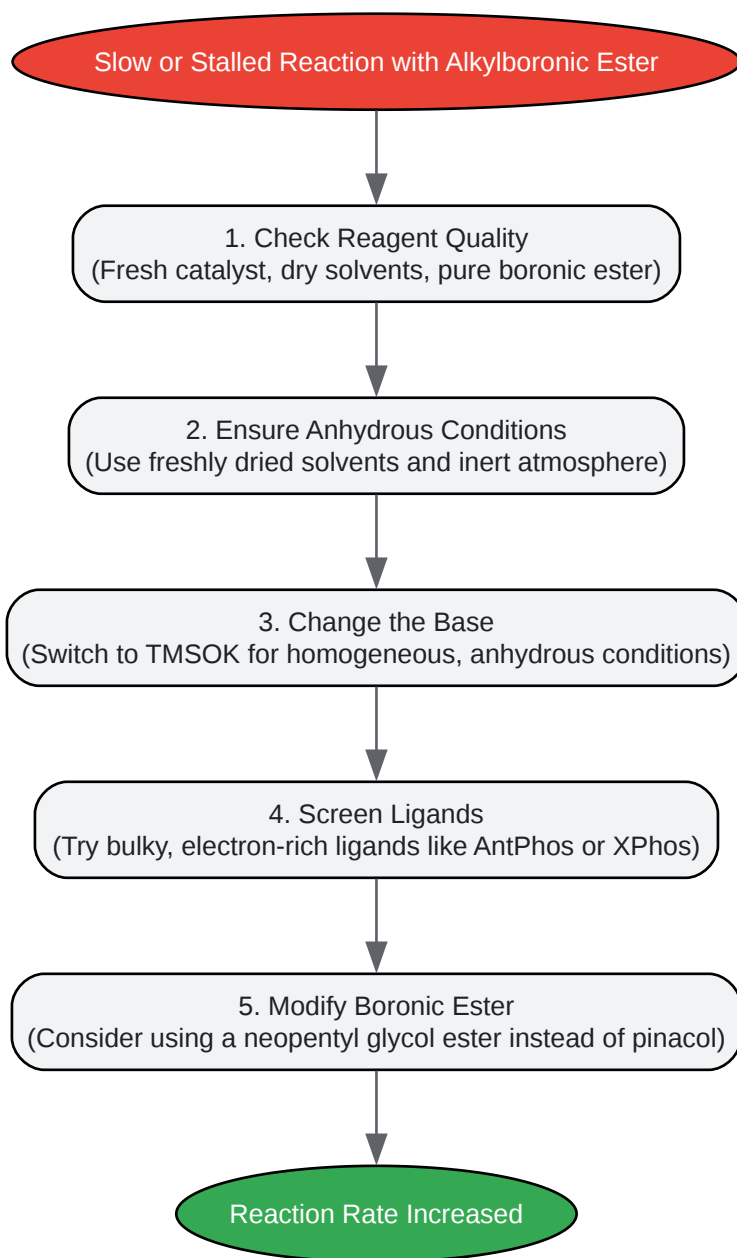 Slow or Stalled Reaction with Alkylboronic Ester
1. Check Reagent Quality
(Fresh catalyst, dry solvents, pure boronic ester)
2. Ensure Anhydrous Conditions
(Use freshly dried solvents and inert atmosphere)
3. Change the Base
(Switch to TMSOK for homogeneous, anhydrous conditions)
4. Screen Ligands
(Try bulky, electron-rich ligands like AntPhos or XPhos)
5. Modify Boronic Ester
(Consider using a neopentyl glycol ester instead of pinacol)
Reaction Rate Increased